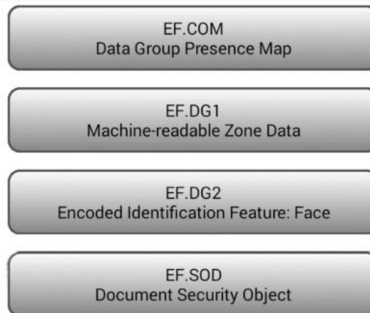 EF.COM
Data Group Presence Map
EF.DG1
Machine-readable Zone Data
EF.DG2
Encoded Identification Feature: Face
EF.SOD
Document Security Object